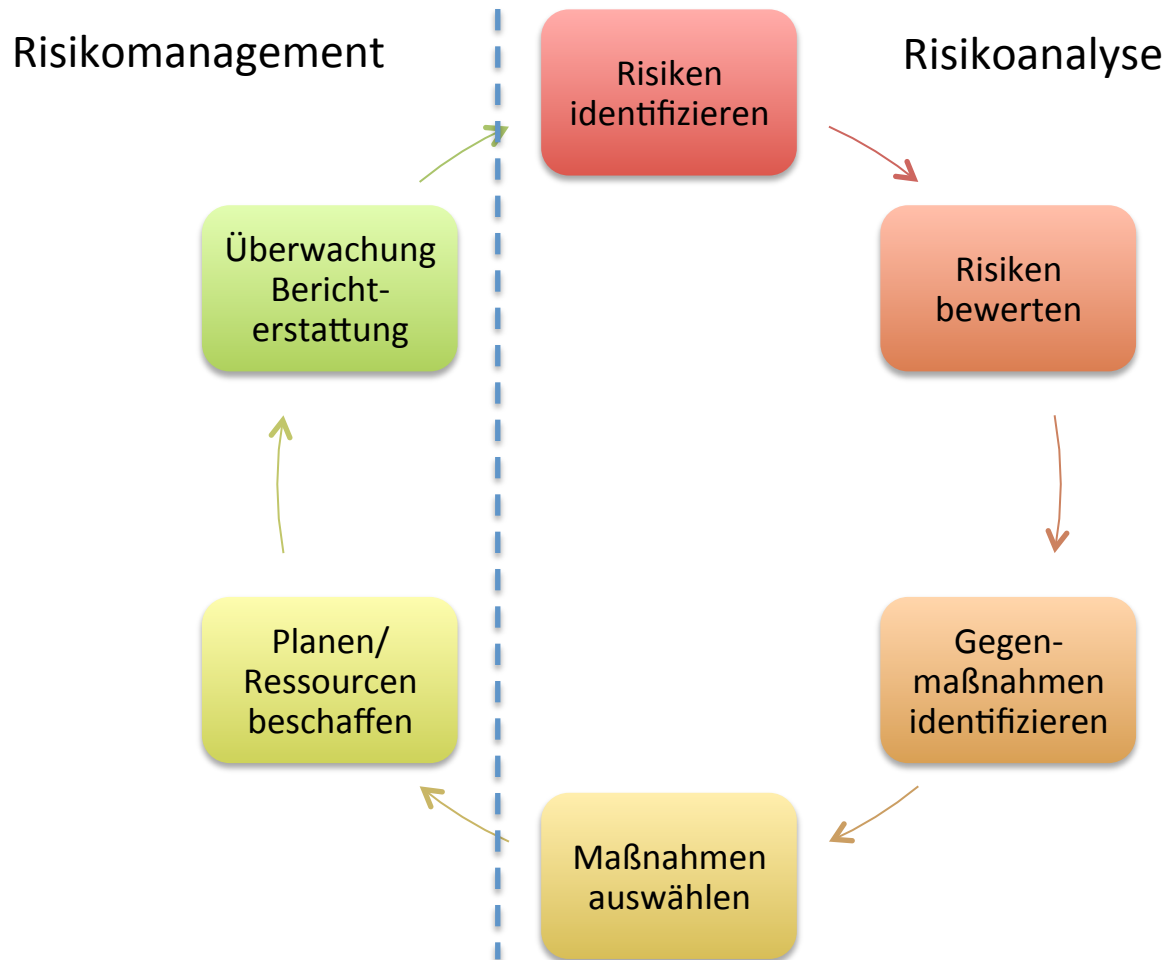 Risikomanagement
Risikoanalyse
Risiken
identifizieren
Risiken
bewerten
Gegen-
maßnahmen
identifizieren
Maßnahmen
auswählen
Planen/
Ressourcen
beschaffen
Überwachung
Bericht-
erstattung